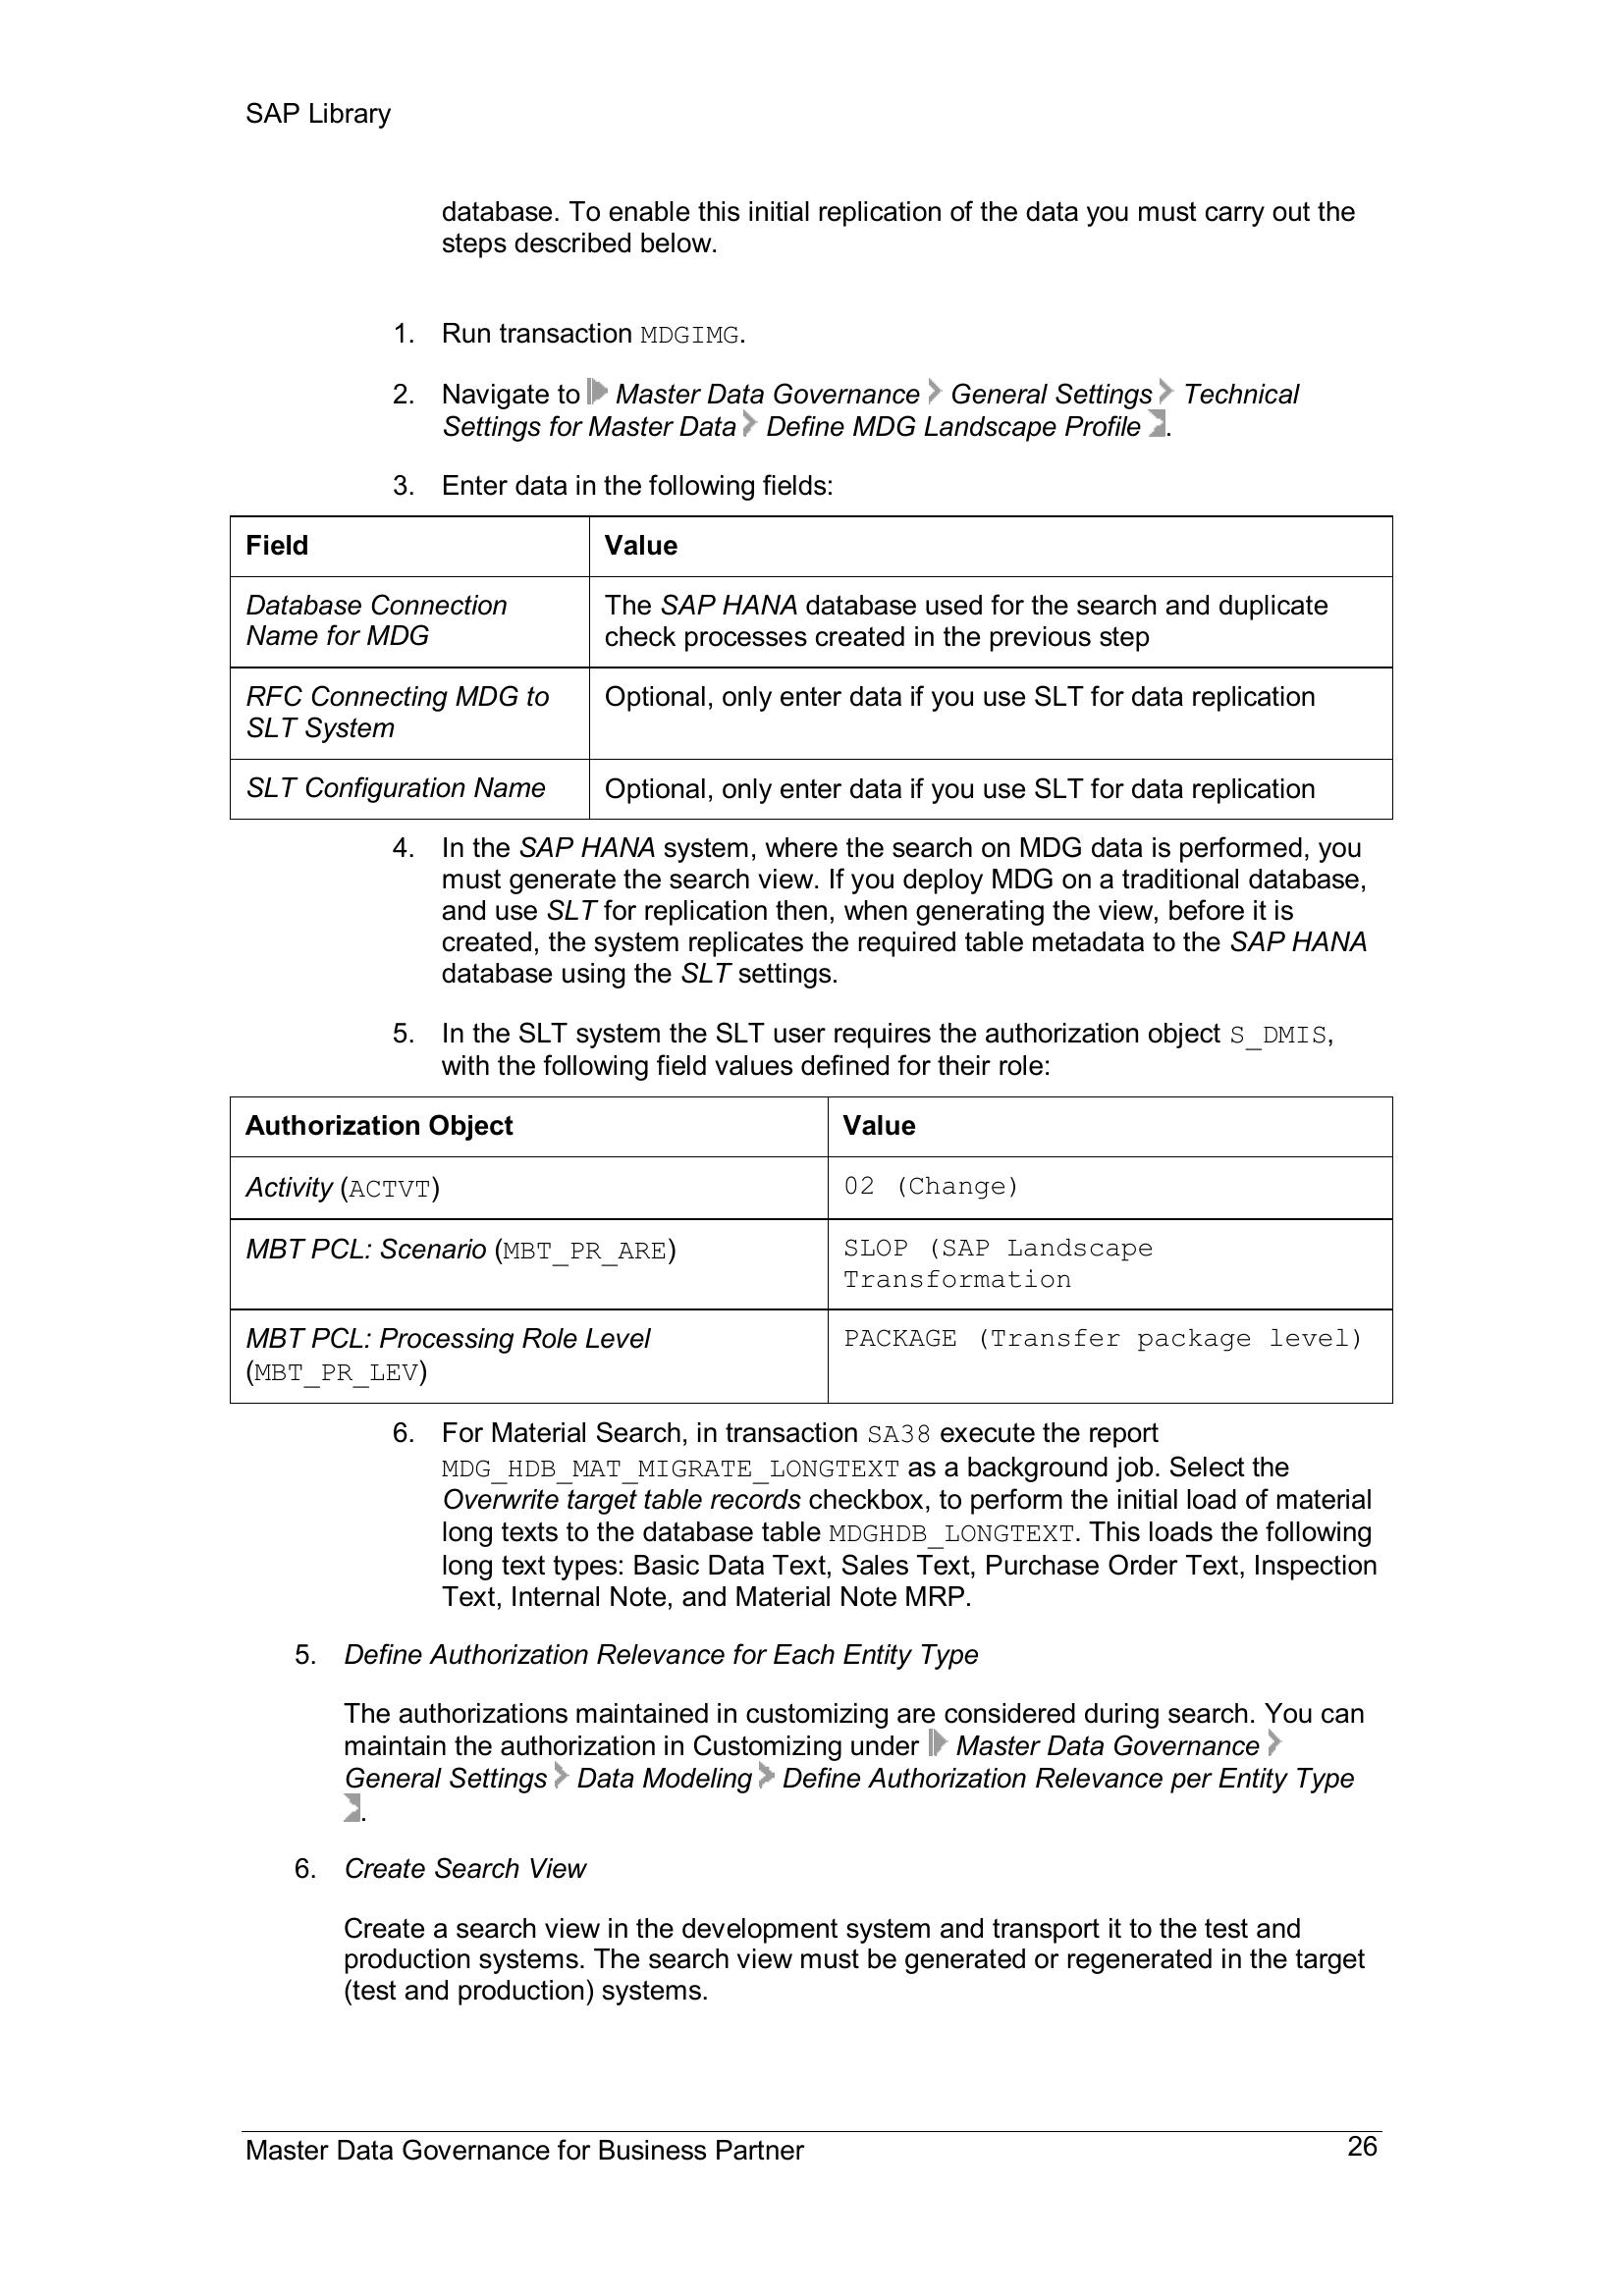 SAP Library
database. To enable this initial replication of the data you must carry out the
steps described below.
1. Run transaction MDGIMG.
2. Navigate to Master Data Governance General Settings Technical
Settings for Master Data Define MDG Landscape Profile .
3. Enter data in the following fields:
Field Value
Database Connection The SAP HANA database used for the search and duplicate
Name for MDG check processes created in the previous step
RFC Connecting MDG to Optional, only enter data if you use SLT for data replication
SLT System
SLT Configuration Name Optional, only enter data if you use SLT for data replication
4. In the SAP HANA system, where the search on MDG data is performed, you
must generate the search view. If you deploy MDG on a traditional database,
and use SLT for replication then, when generating the view, before it is
created, the system replicates the required table metadata to the SAP HANA
database using the SLT settings.
5. In the SLT system the SLT user requires the authorization object S_DMIS,
with the following field values defined for their role:
Authorization Object Value
Activity (ACTVT) 02 (Change)
MBT PCL: Scenario (MBT_PR_ARE) SLOP (SAP Landscape
Transformation
MBT PCL: Processing Role Level PACKAGE (Transfer package level)
(MBT_PR_LEV)
6. For Material Search, in transaction SA38 execute the report
MDG_HDB_MAT_MIGRATE_LONGTEXT as a background job. Select the
Overwrite target table records checkbox, to perform the initial load of material
long texts to the database table MDGHDB_LONGTEXT. This loads the following
long text types: Basic Data Text, Sales Text, Purchase Order Text, Inspection
Text, Internal Note, and Material Note MRP.
5. Define Authorization Relevance for Each Entity Type
The authorizations maintained in customizing are considered during search. You can
maintain the authorization in Customizing under Master Data Governance
General Settings Data Modeling Define Authorization Relevance per Entity Type
.
6. Create Search View
Create a search view in the development system and transport it to the test and
production systems. The search view must be generated or regenerated in the target
(test and production) systems.
Master Data Governance for Business Partner 26